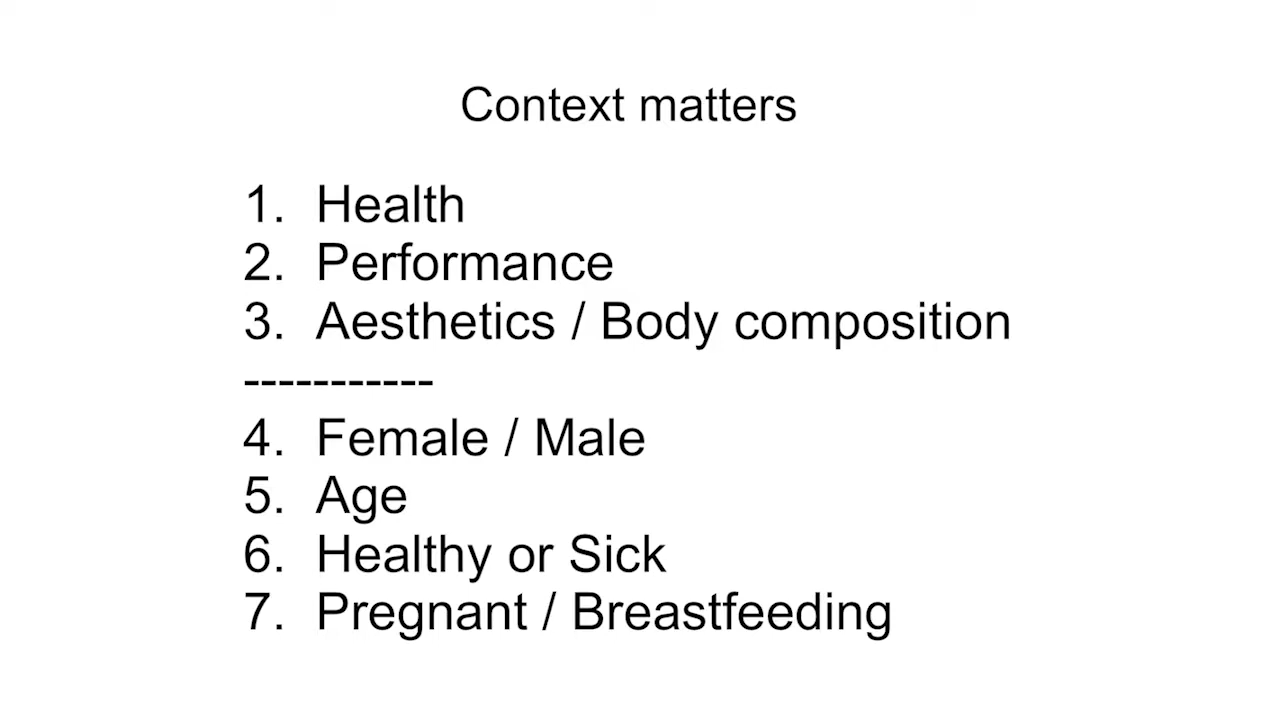 Context matters
1. Health
2. Performance
3. Aesthetics / Body composition
-----------
4. Female / Male
5. Age
6. Healthy or Sick
7. Pregnant / Breastfeeding